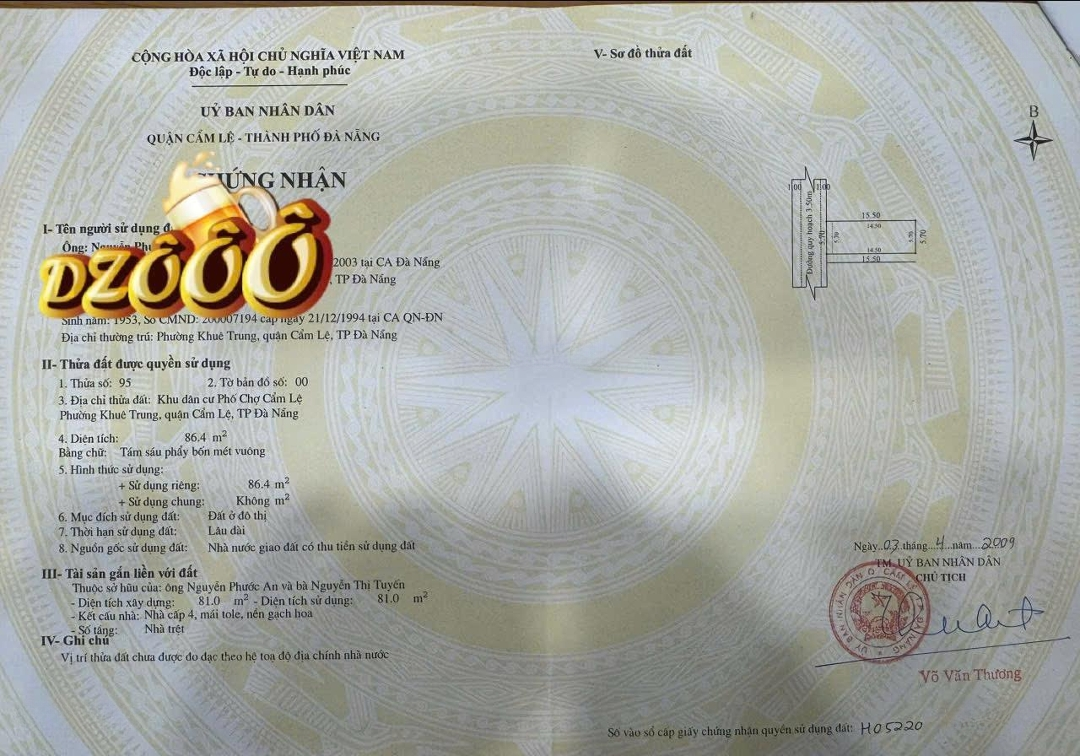 CỘNG HÒA XÃ HỘI CHỦ NGHĨA VIỆT NAM
Độc lập - Tự do - Hạnh phúc
UỶ BAN NHÂN DÂN
QUẬN CẨM LỆ - THÀNH PHỐ ĐÀ NẴNG
CHỨNG NHẬN
I- Tên người sử dụng
Ông: Nguyễn
2003 tại CA Đà Nẵng
, TP Đà Nẵng
DZÔÔÔ
Sinh năm: 1953, Số CMND: 200007194 cấp ngày 21/12/1994 tại CA QN-ĐN
Địa chỉ thường trú: Phường Khuê Trung, quận Cẩm Lệ, TP Đà Nẵng
II- Thửa đất được quyền sử dụng
1. Thửa số: 95 2. Tờ bản đồ số: 00
3. Địa chỉ thửa đất: Khu dân cư Phố Chợ Cẩm Lệ
Phường Khuê Trung, quận Cẩm Lệ, TP Đà Nẵng
4. Diện tích: 86.4 m2
Bằng chữ: Tám sáu phẩy bốn mét vuông
5. Hình thức sử dụng:
+ Sử dụng riêng: 86.4 m2
+ Sử dụng chung: Không m2
6. Mục đích sử dụng đất: Đất ở đô thị
7. Thời hạn sử dụng đất: Lâu dài
8. Nguồn gốc sử dụng đất: Nhà nước giao đất có thu tiền sử dụng đất
III- Tài sản gắn liền với đất
Thuộc sở hữu của: ông Nguyễn Phước An và bà Nguyễn Thị Tuyến
- Diện tích xây dựng: 81.0 m2 - Diện tích sử dụng: 81.0 m2
- Kết cấu nhà: Nhà cấp 4, mái tole, nền gạch hoa
- Số tầng: Nhà trệt
IV- Ghi chú
Vị trí thửa đất chưa được đo đạc theo hệ toạ độ địa chính nhà nước
V- Sơ đồ thửa đất
B
1.00 1.00
Đường quy hoạch 3.50m
15.50
14.50
5.70 5.70 5.70 5.70
14.50
15.50
Ngày 03 tháng 4 năm 2009
TM. UỶ BAN NHÂN DÂN
CHỦ TỊCH
Võ Văn Thương
Số vào sổ cấp giấy chứng nhận quyền sử dụng đất: H05220